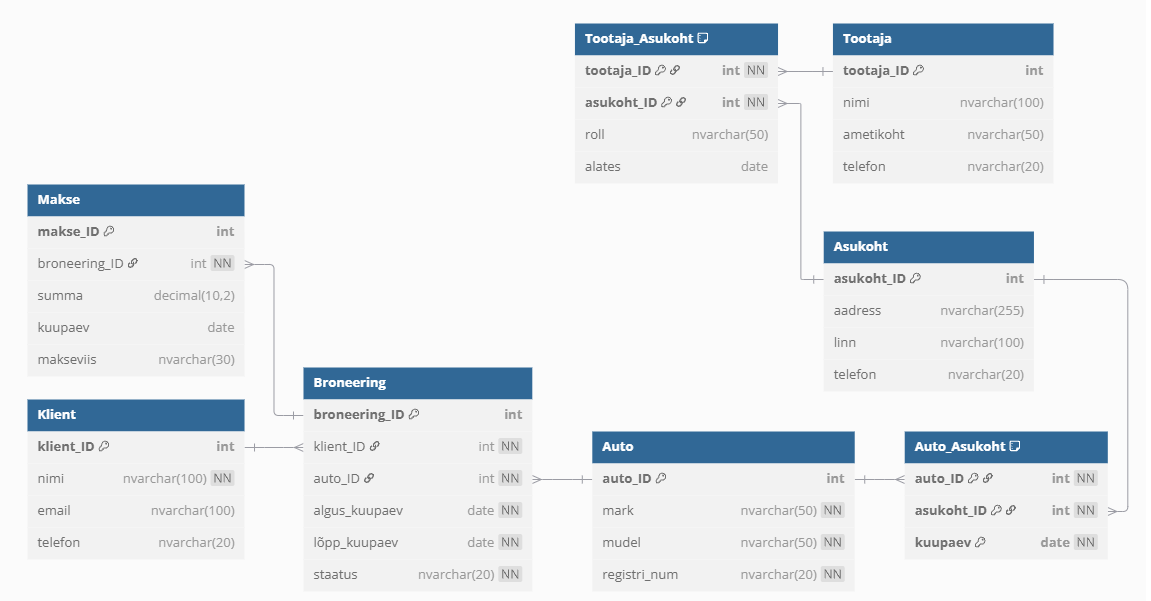 Tootaja_Asukoht
tootaja_ID int NN
asukoht_ID int NN
roll nvarchar(50)
alates date
Tootaja
tootaja_ID int
nimi nvarchar(100)
ametikoht nvarchar(50)
telefon nvarchar(20)
Makse
makse_ID int
broneering_ID int NN
summa decimal(10,2)
kuupaev date
makseviis nvarchar(30)
Asukoht
asukoht_ID int
aadress nvarchar(255)
linn nvarchar(100)
telefon nvarchar(20)
Klient
klient_ID int
nimi nvarchar(100) NN
email nvarchar(100)
telefon nvarchar(20)
Broneering
broneering_ID int
klient_ID int NN
auto_ID int NN
algus_kuupaev date NN
lõpp_kuupaev date NN
staatus nvarchar(20) NN
Auto
auto_ID int
mark nvarchar(50) NN
mudel nvarchar(50) NN
registri_num nvarchar(20) NN
Auto_Asukoht
auto_ID int NN
asukoht_ID int NN
kuupaev date NN